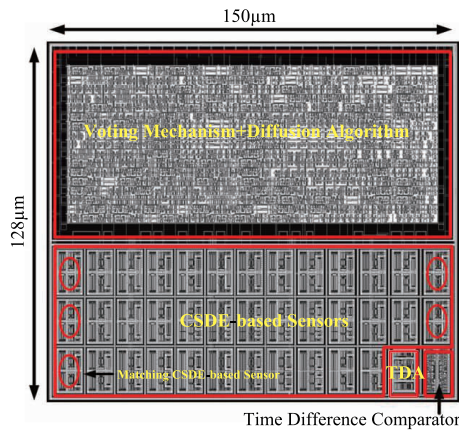 150µm
128µm
Voting Mechanism+Diffusion Algorithm
CSDE-based Sensors
Matching CSDE-based Sensor
TDA
Time Difference Comparator